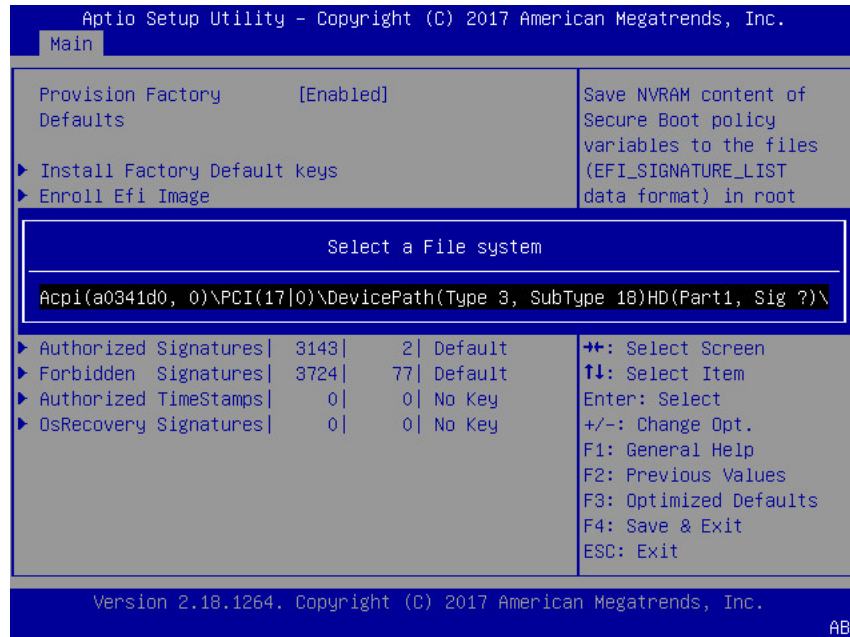 Aptio Setup Utility – Copyright (C) 2017 American Megatrends, Inc.
Main
Provision Factory [Enabled]
Defaults
Install Factory Default keys
Enroll Efi Image
Save NVRAM content of
Secure Boot policy
variables to the files
(EFI_SIGNATURE_LIST
data format) in root
Select a File system
Acpi(a0341d0, 0)\PCI(17|0)\DevicePath(Type 3, SubType 18)HD(Part1, Sig ?)\
Authorized Signatures| 3143| 2| Default
Forbidden Signatures| 3724| 77| Default
Authorized TimeStamps| 0| 0| No Key
OsRecovery Signatures| 0| 0| No Key
→←: Select Screen
↑↓: Select Item
Enter: Select
+/-: Change Opt.
F1: General Help
F2: Previous Values
F3: Optimized Defaults
F4: Save & Exit
ESC: Exit
Version 2.18.1264. Copyright (C) 2017 American Megatrends, Inc.
AB